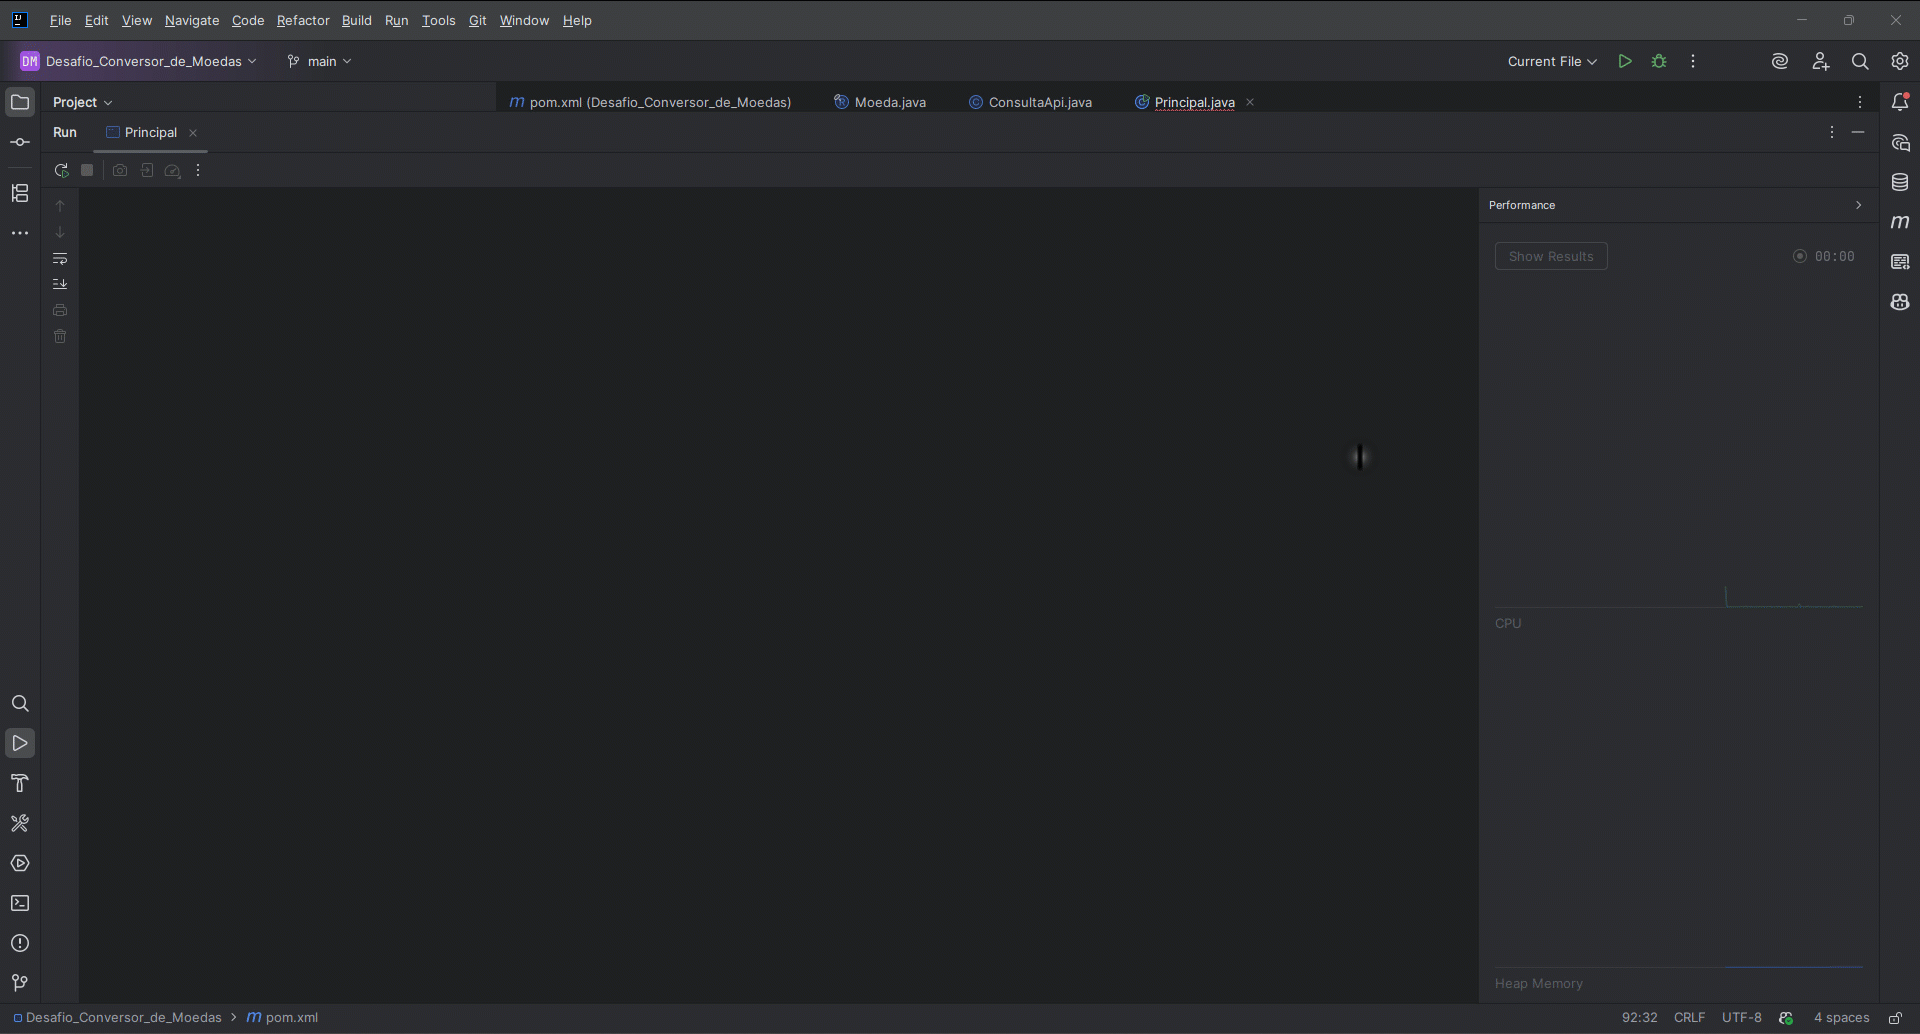 File Edit View Navigate Code Refactor Build Run Tools Git Window Help
DM Desafio_Conversor_de_Moedas main Current File
Project m pom.xml (Desafio_Conversor_de_Moedas) Moeda.java ConsultaApi.java Principal.java
Run Principal
Performance
Show Results 00:00
CPU
Heap Memory
Desafio_Conversor_de_Moedas > m pom.xml 92:32 CRLF UTF-8 4 spaces